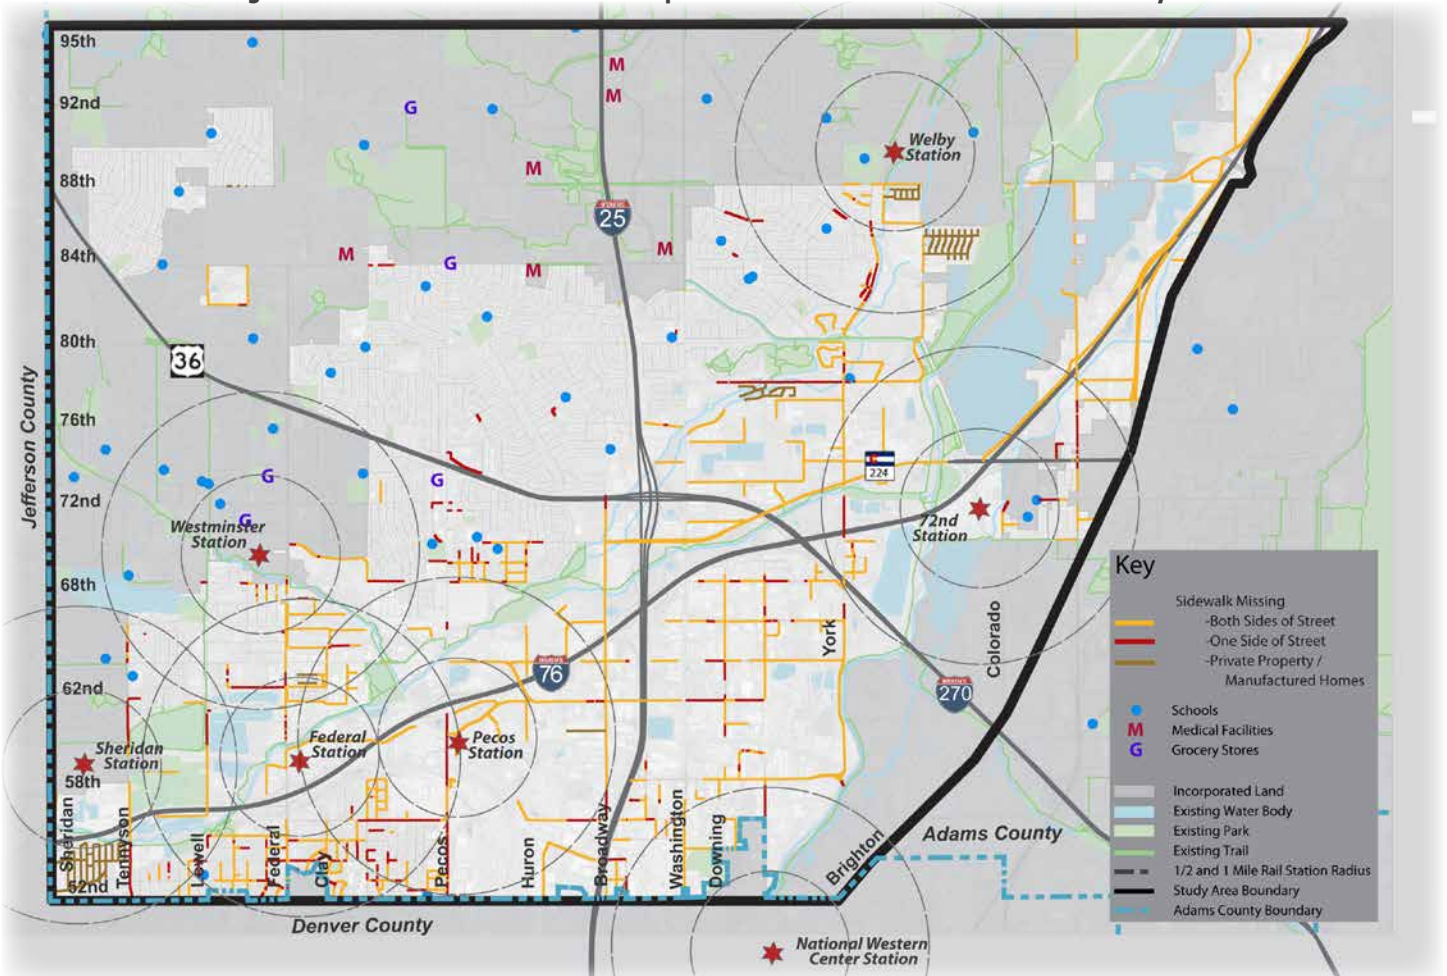 95th
92nd
88th
84th
80th
76th
72nd
68th
62nd
58th
52nd
Jefferson County
36
25
224
76
270
M
M
G
M
M
M
M
G
G
G
G
Welby
Station
Westminster
Station
72nd
Station
Sheridan
Station
Federal
Station
Pecos
Station
National Western
Center Station
York
Colorado
Sheridan
Tennyson
Lowell
Federal
Clay
Pecos
Huron
Broadway
Washington
Downing
Brighton
Adams County
Denver County
Key
Sidewalk Missing
-Both Sides of Street
-One Side of Street
-Private Property /
Manufactured Homes
Schools
M Medical Facilities
G Grocery Stores
Incorporated Land
Existing Water Body
Existing Park
Existing Trail
1/2 and 1 Mile Rail Station Radius
Study Area Boundary
Adams County Boundary